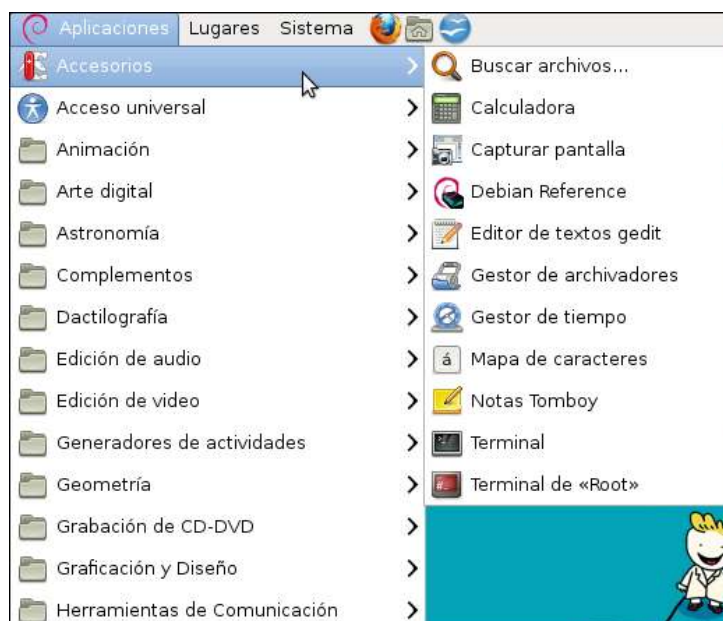 Aplicaciones Lugares Sistema
Accesorios
Acceso universal
Animación
Arte digital
Astronomía
Complementos
Dactilografía
Edición de audio
Edición de video
Generadores de actividades
Geometría
Grabación de CD-DVD
Graficación y Diseño
Herramientas de Comunicación
Buscar archivos...
Calculadora
Capturar pantalla
Debian Reference
Editor de textos gedit
Gestor de archivadores
Gestor de tiempo
á Mapa de caracteres
Notas Tomboy
Terminal
Terminal de «Root»